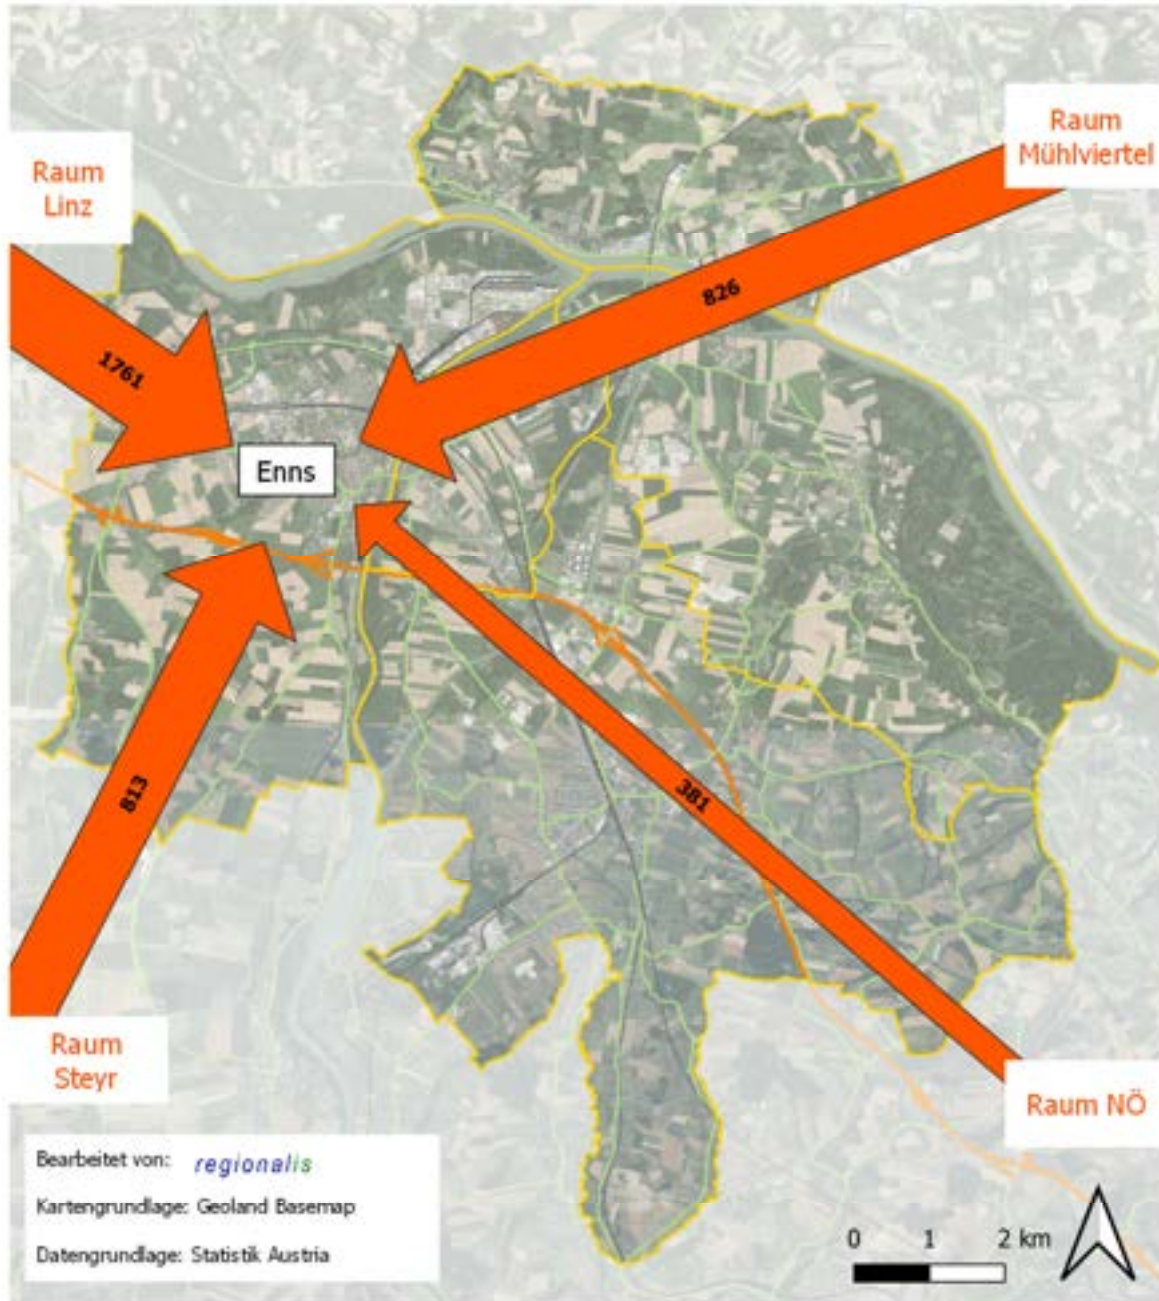 Raum
Linz
Raum
Mühlviertel
826
1761
Enns
813
381
Raum
Steyr
Raum NÖ
Bearbeitet von: regionalis
Kartengrundlage: Geoland Basemap
Datengrundlage: Statistik Austria
0 1 2 km